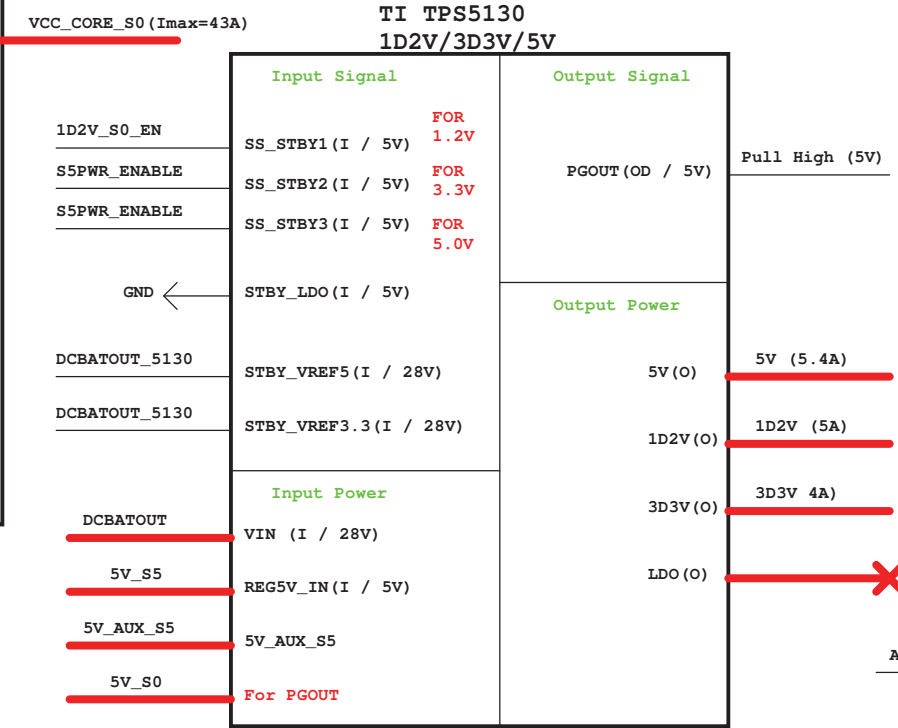 VCC_CORE_S0(Imax=43A)
TI TPS5130
1D2V/3D3V/5V
Input Signal
Output Signal
1D2V_S0_EN
SS_STBY1(I / 5V)
FOR
1.2V
S5PWR_ENABLE
SS_STBY2(I / 5V)
FOR
3.3V
S5PWR_ENABLE
SS_STBY3(I / 5V)
FOR
5.0V
PGOUT(OD / 5V)
Pull High (5V)
GND
STBY_LDO(I / 5V)
DCBATOUT_5130
STBY_VREF5(I / 28V)
DCBATOUT_5130
STBY_VREF3.3(I / 28V)
Output Power
5V(O)
5V (5.4A)
1D2V(O)
1D2V (5A)
3D3V(O)
3D3V 4A)
LDO(O)
Input Power
DCBATOUT
VIN (I / 28V)
5V_S5
REG5V_IN(I / 5V)
5V_AUX_S5
5V_AUX_S5
5V_S0
For PGOUT
A